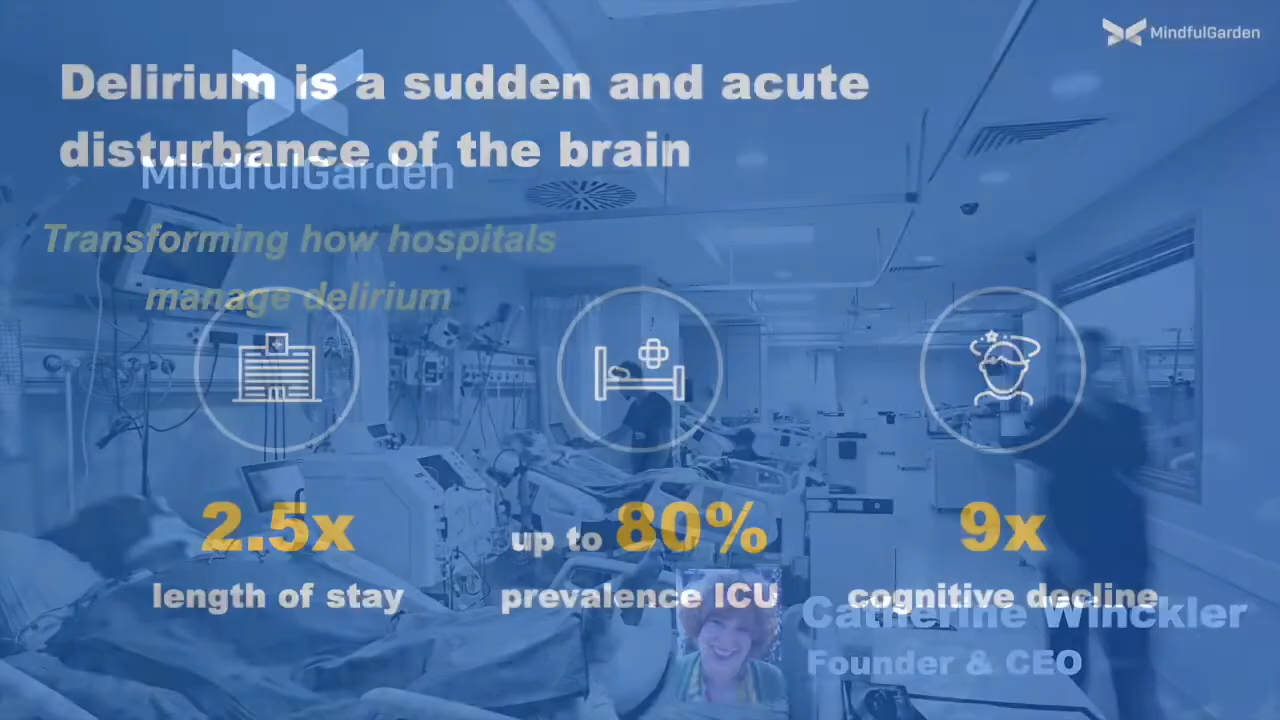 MindfulGarden
Delirium is a sudden and acute
disturbance of the brain
MindfulGarden
Transforming how hospitals
manage delirium
2.5x
length of stay
up to 80%
prevalence ICU
9x
cognitive decline
Catherine Winckler
Founder & CEO